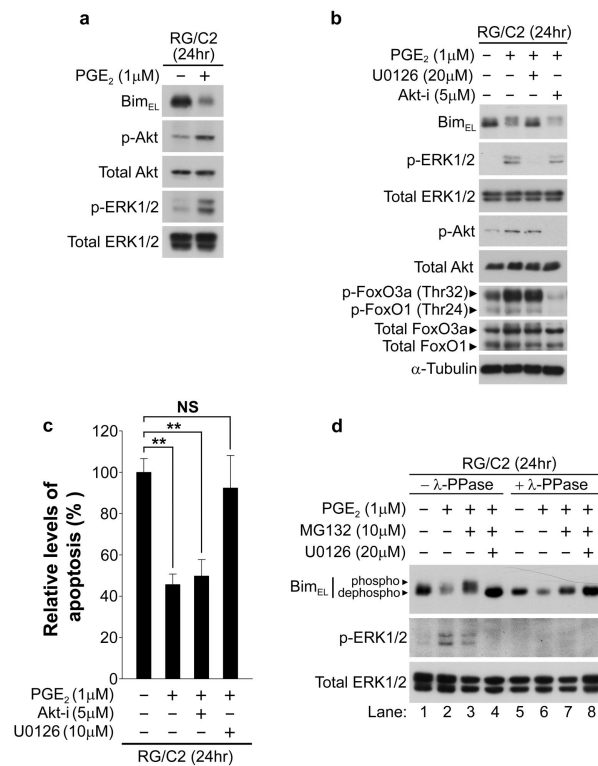 a
RG/C2
(24hr)
PGE2 (1μM) − +
BimEL
p-Akt
Total Akt
p-ERK1/2
Total ERK1/2
b
RG/C2 (24hr)
PGE2 (1μM) − + + +
U0126 (20μM) − − + −
Akt-i (5μM) − − − +
BimEL
p-ERK1/2
Total ERK1/2
p-Akt
Total Akt
p-FoxO3a (Thr32)►
p-FoxO1 (Thr24)►
Total FoxO3a►
Total FoxO1►
α-Tubulin
c
NS
**
**
Relative levels of
apoptosis (%)
120
100
80
60
40
20
0
PGE2 (1μM) − + + +
Akt-i (5μM) − − + −
U0126 (10μM) − − − +
RG/C2 (24hr)
d
RG/C2 (24hr)
− λ-PPase + λ-PPase
PGE2 (1μM) − + + + − + + +
MG132 (10μM) − − + + − − + +
U0126 (20μM) − − − + − − − +
BimEL
phospho►
dephospho►
p-ERK1/2
Total ERK1/2
Lane: 1 2 3 4 5 6 7 8